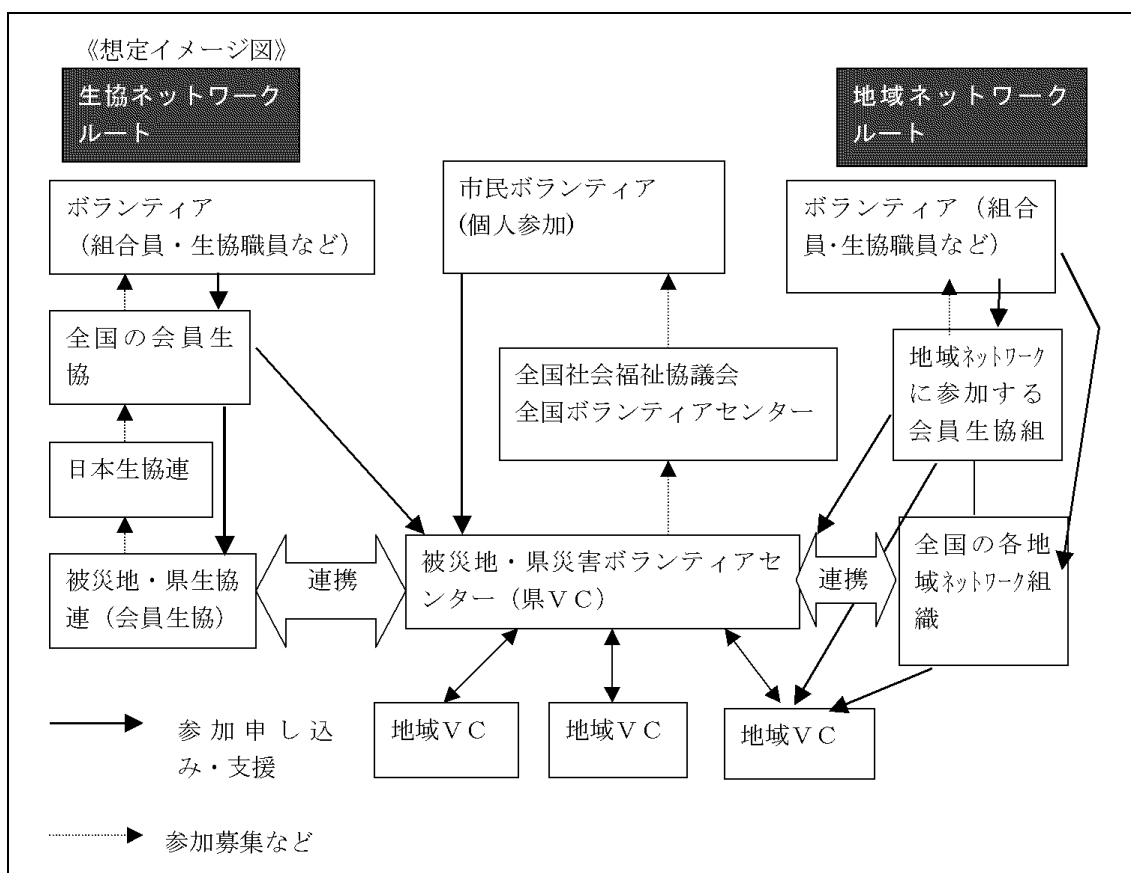 《想定イメージ図》
生協ネットワーク
ルート
地域ネットワーク
ルート
ボランティア
（組合員・生協職員など）
市民ボランティア
(個人参加)
ボランティア（組合
員・生協職員など）
全国の会員生
協
全国社会福祉協議会
全国ボランティアセンター
地域ネットワーク
に参加する
会員生協組
日本生協連
被災地・県生協
連（会員生協）
連携
被災地・県災害ボランティアセ
ンター（県ＶＣ）
連携
全国の各地
域ネットワーク組
織
地域ＶＣ
地域ＶＣ
地域ＶＣ
参加申し込
み・支援
参加募集など